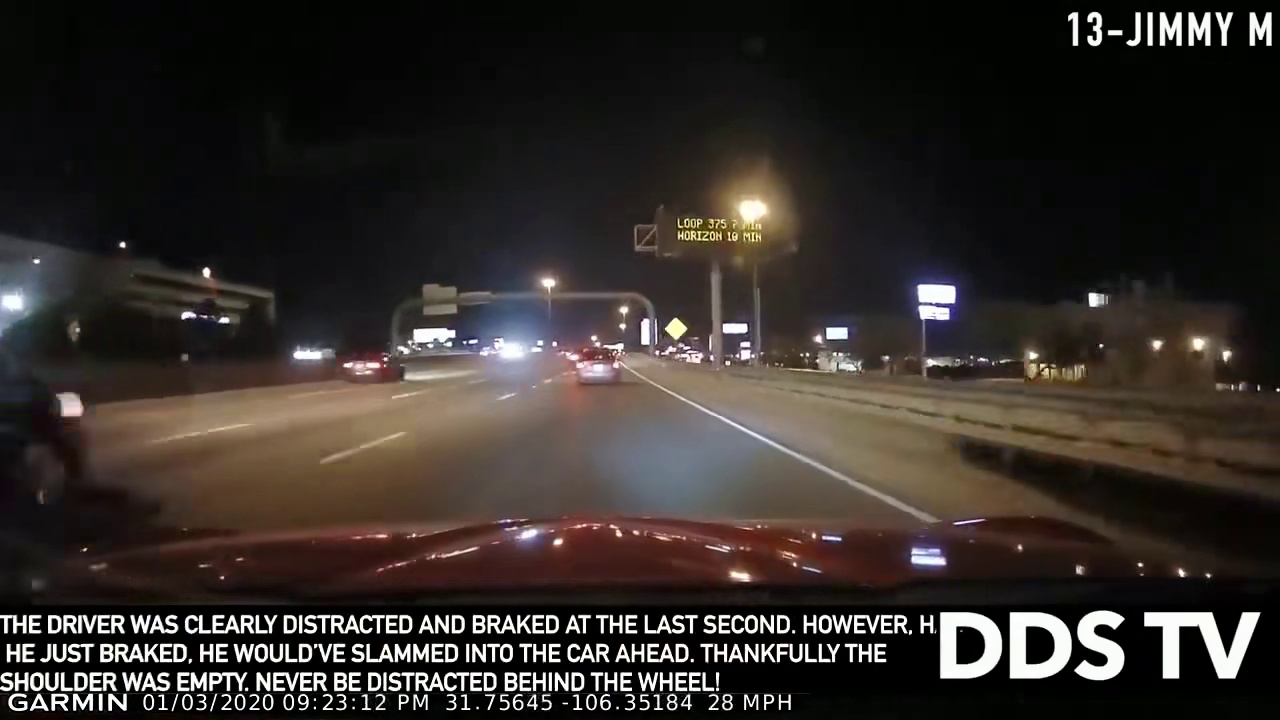 13-JIMMY M
LOOP 375 7 MIN
HORIZON 10 MIN
THE DRIVER WAS CLEARLY DISTRACTED AND BRAKED AT THE LAST SECOND. HOWEVER,
HE JUST BRAKED, HE WOULD'VE SLAMMED INTO THE CAR AHEAD. THANKFULLY THE
SHOULDER WAS EMPTY. NEVER BE DISTRACTED BEHIND THE WHEEL!
DDS TV
GARMIN 01/03/2020 09:23:12 PM 31.75645 -106.35184 28 MPH